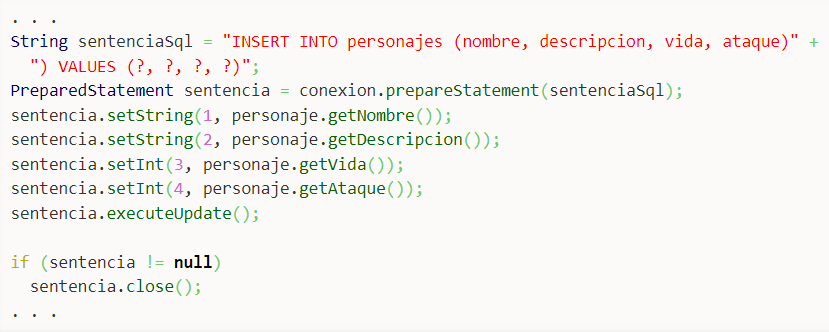 . . .
String sentenciaSql = "INSERT INTO personajes (nombre, descripcion, vida, ataque)" +
  ") VALUES (?, ?, ?, ?)";
PreparedStatement sentencia = conexion.prepareStatement(sentenciaSql);
sentencia.setString(1, personaje.getNombre());
sentencia.setString(2, personaje.getDescripcion());
sentencia.setInt(3, personaje.getVida());
sentencia.setInt(4, personaje.getAtaque());
sentencia.executeUpdate();

if (sentencia != null)
  sentencia.close();
. . .